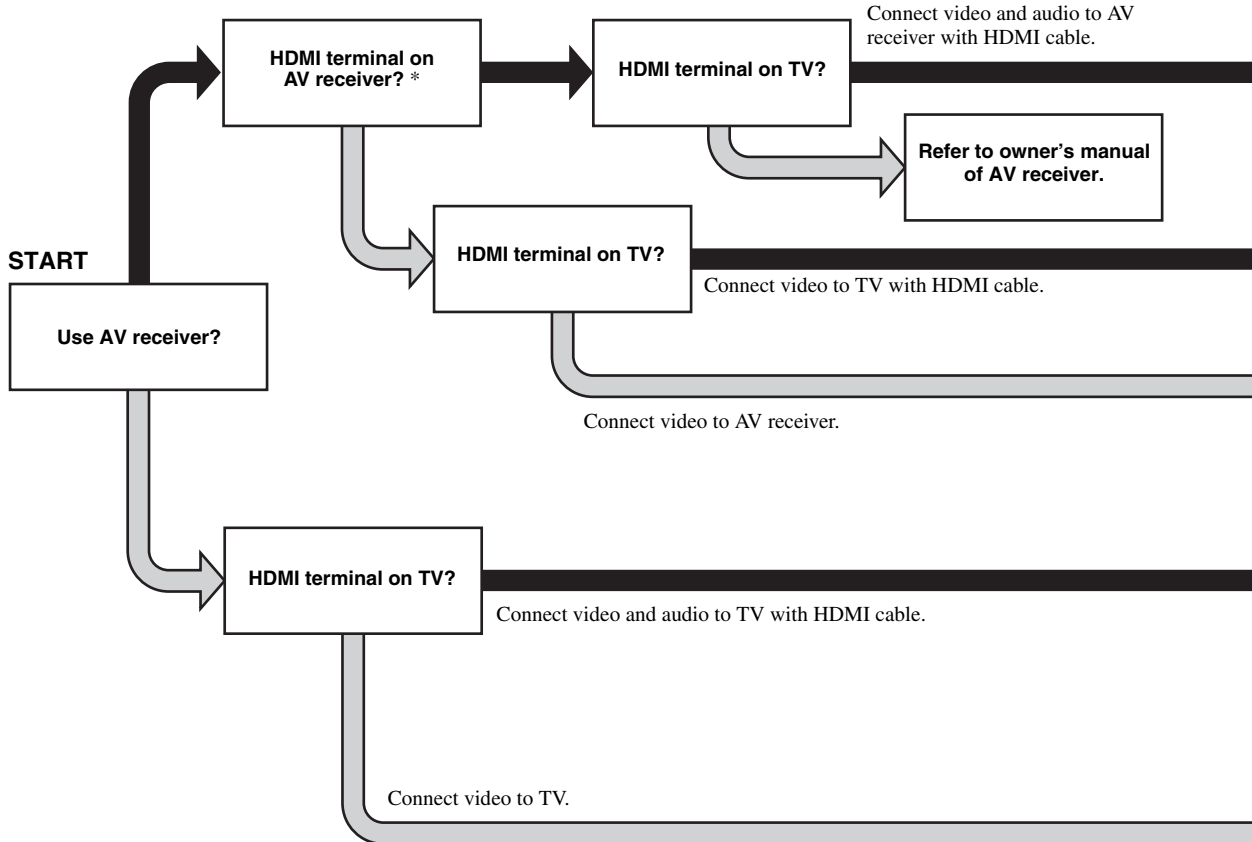 Connect video and audio to AV
receiver with HDMI cable.
HDMI terminal on
AV receiver? *
HDMI terminal on TV?
Refer to owner's manual
of AV receiver.
HDMI terminal on TV?
START
Connect video to TV with HDMI cable.
Use AV receiver?
Connect video to AV receiver.
HDMI terminal on TV?
Connect video and audio to TV with HDMI cable.
Connect video to TV.